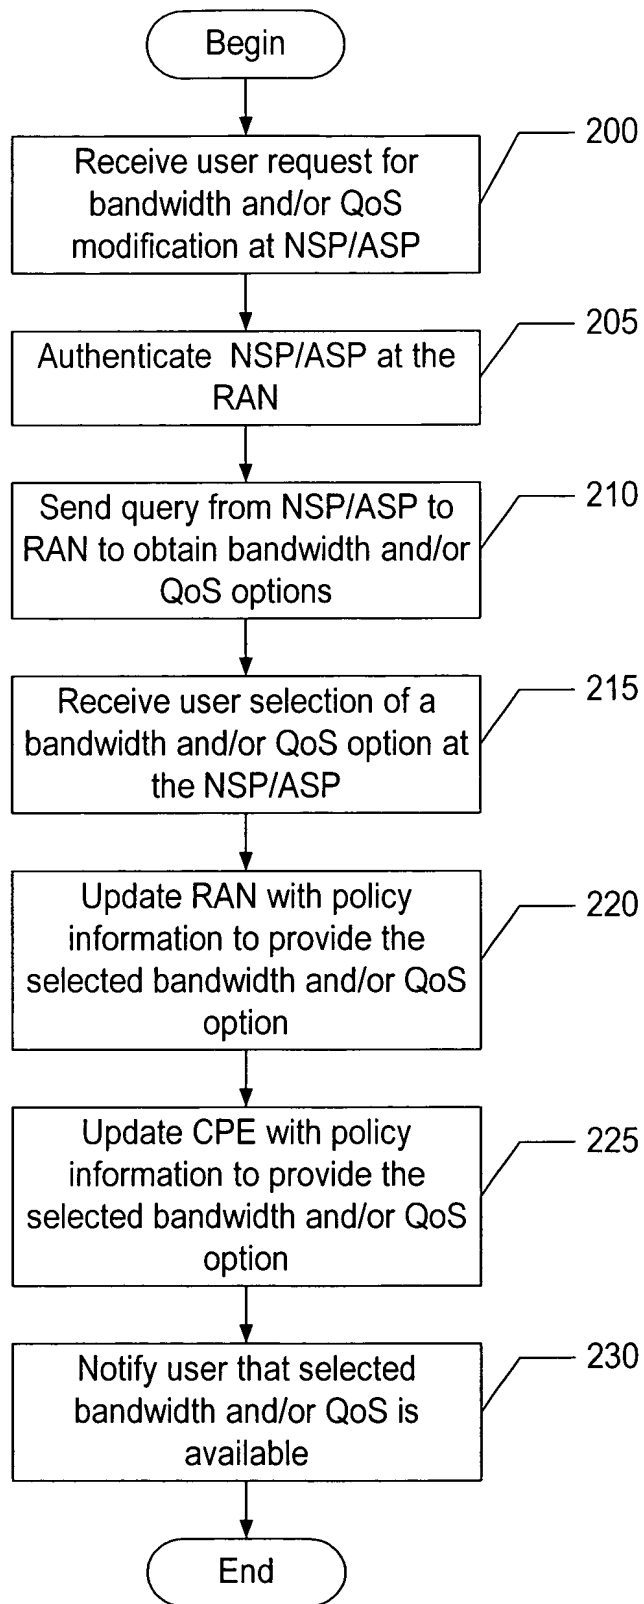 Begin
200
Receive user request for
bandwidth and/or QoS
modification at NSP/ASP
205
Authenticate NSP/ASP at the
RAN
210
Send query from NSP/ASP to
RAN to obtain bandwidth and/or
QoS options
215
Receive user selection of a
bandwidth and/or QoS option at
the NSP/ASP
220
Update RAN with policy
information to provide the
selected bandwidth and/or QoS
option
225
Update CPE with policy
information to provide the
selected bandwidth and/or QoS
option
230
Notify user that selected
bandwidth and/or QoS is
available
End